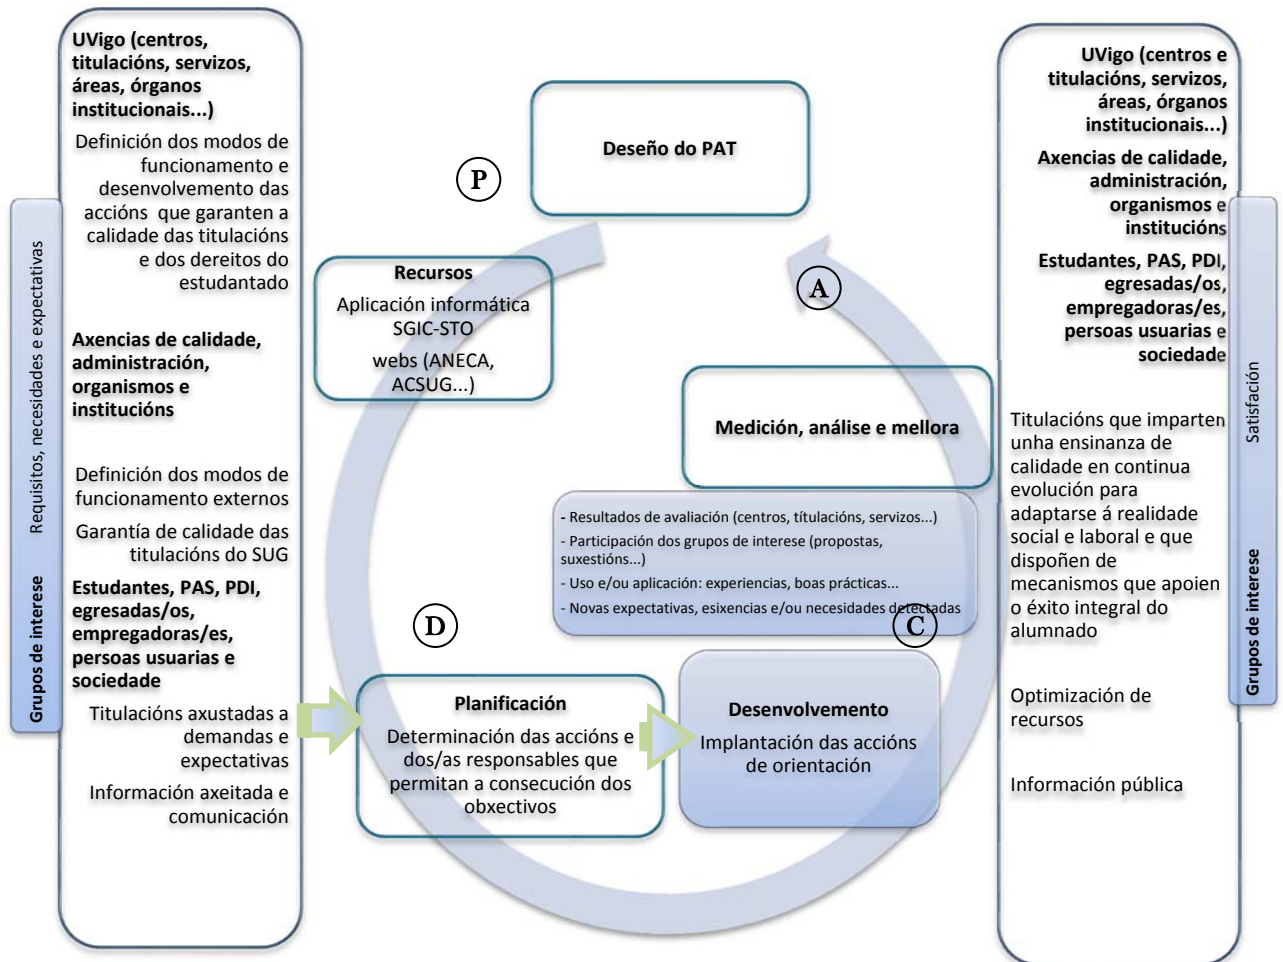 Grupos de interese    Requisitos, necesidades e expectativas
UVigo (centros,
titulacións, servizos,
áreas, órganos
institucionais...)
Definición dos modos de
funcionamento e
desenvolvemento das
accións que garanten a
calidade das titulacións
e dos dereitos do
estudantado
Axencias de calidade,
administración,
organismos e
institucións
Definición dos modos de
funcionamento externos
Garantía de calidade das
titulacións do SUG
Estudantes, PAS, PDI,
egresadas/os,
empregadoras/es,
persoas usuarias e
sociedade
Titulacións axustadas a
demandas e
expectativas
Información axeitada e
comunicación
Deseño do PAT
P
Recursos
Aplicación informática
SGIC-STO
webs (ANECA,
ACSUG...)
A
Medición, análise e mellora
- Resultados de avaliación (centros, títulacións, servizos...)
- Participación dos grupos de interese (propostas,
suxestións...)
- Uso e/ou aplicación: experiencias, boas prácticas...
- Novas expectativas, esixencias e/ou necesidades detectadas
D
C
Planificación
Determinación das accións e
dos/as responsables que
permitan a consecución dos
obxectivos
Desenvolvemento
Implantación das accións
de orientación
UVigo (centros e
titulacións, servizos,
áreas, órganos
institucionais...)
Axencias de calidade,
administración,
organismos e
institucións
Estudantes, PAS, PDI,
egresadas/os,
empregadoras/es,
persoas usuarias e
sociedade
Titulacións que imparten
unha ensinanza de
calidade en continua
evolución para
adaptarse á realidade
social e laboral e que
dispoñen de
mecanismos que apoien
o éxito integral do
alumnado
Optimización de
recursos
Información pública
Grupos de interese    Satisfacción